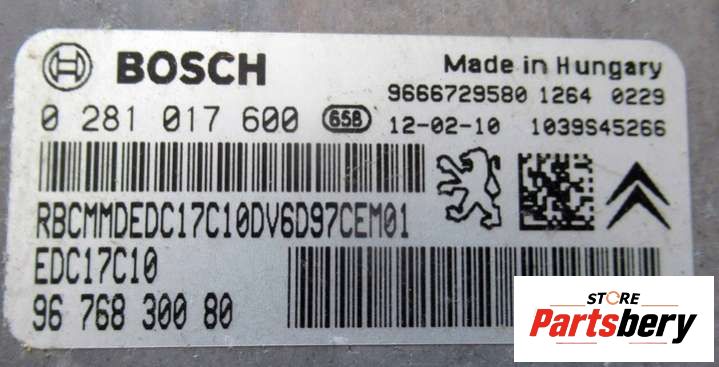 BOSCH
Made in Hungary
9666729580 1264 0229
0 281 017 600 658 12-02-10 1039S45266
RBCMMDEDC17C10DV6D97CEM01
EDC17C10
96 768 300 80
STORE
Partsbery